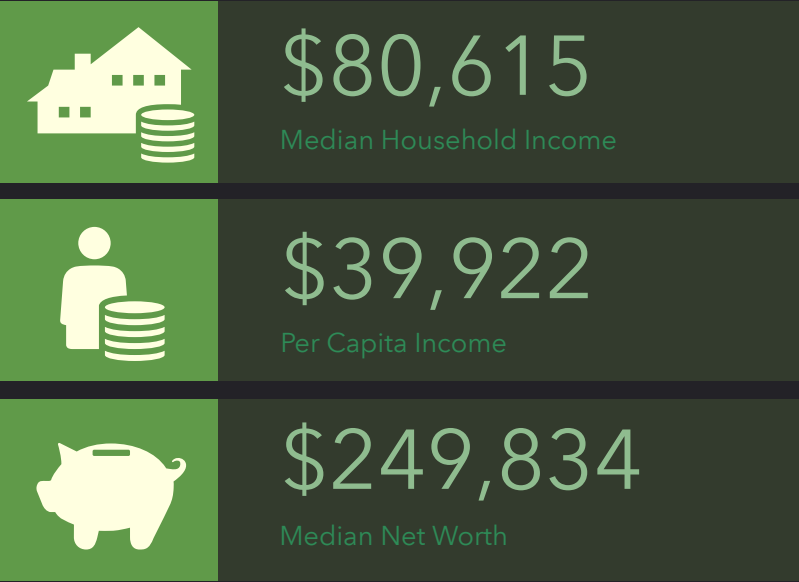 $80,615
Median Household Income
$39,922
Per Capita Income
$249,834
Median Net Worth